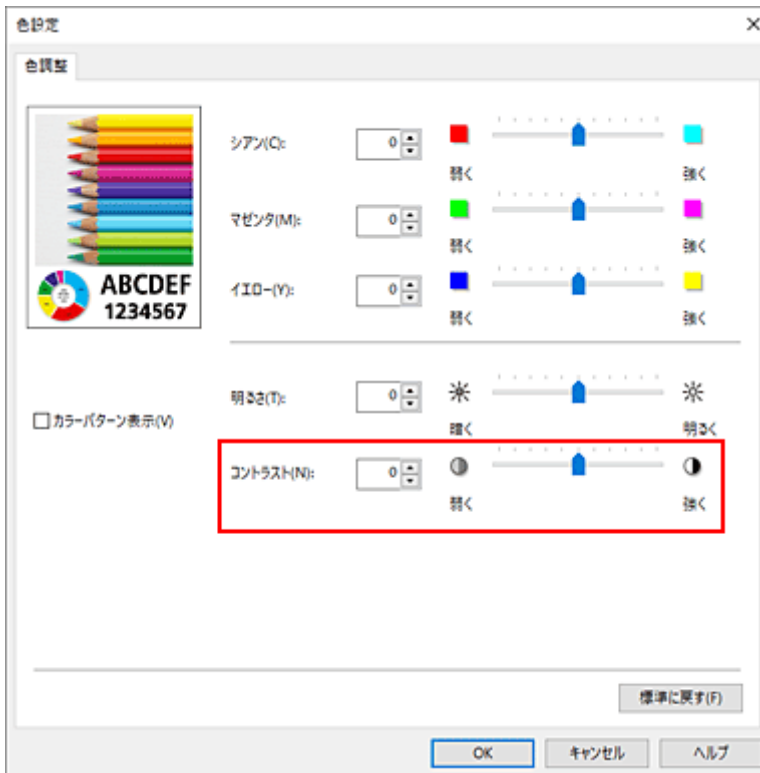 色設定
色調整
シアン(C):
0
弱く
強く
マゼンタ(M):
0
弱く
強く
イエロー(Y):
0
弱く
強く
ABCDEF
1234567
カラーパターン表示(V)
明るさ(T):
0
暗く
明るく
コントラスト(N):
0
弱く
強く
標準に戻す(F)
OK
キャンセル
ヘルプ